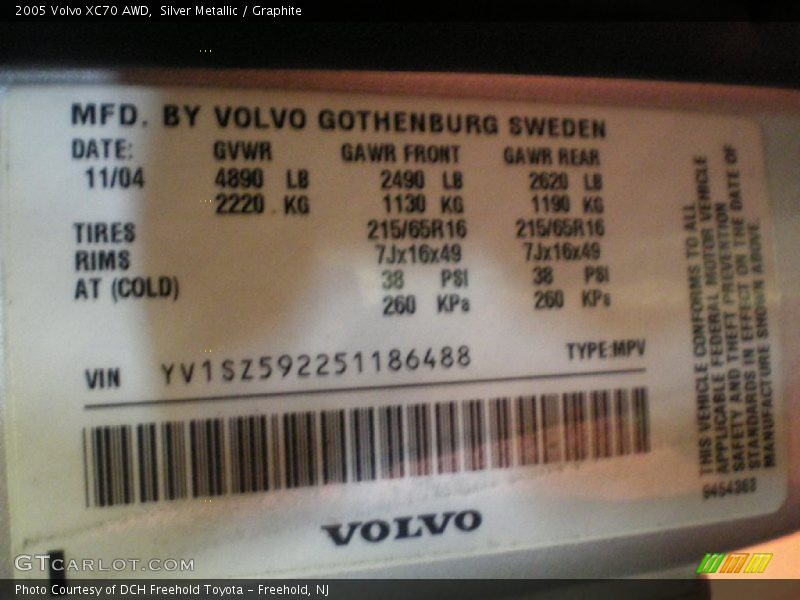 2005 Volvo XC70 AWD, Silver Metallic / Graphite
MFD. BY VOLVO GOTHENBURG SWEDEN
DATE: GVWR GAWR FRONT GAWR REAR
11/04 4890 LB 2490 LB 2620 LB
2220 KG 1130 KG 1190 KG
TIRES 215/65R16 215/65R16
RIMS 7Jx16x49 7Jx16x49
AT (COLD) 38 PSI 38 PSI
260 KPa 260 KPa
VIN YV1SZ592251186488 TYPE:MPV
THIS VEHICLE CONFORMS TO ALL
APPLICABLE FEDERAL MOTOR VEHICLE
SAFETY AND THEFT PREVENTION
STANDARDS IN EFFECT ON THE DATE OF
MANUFACTURE SHOWN ABOVE.
9454363
VOLVO
GTCARLOT.COM
Photo Courtesy of DCH Freehold Toyota - Freehold, NJ